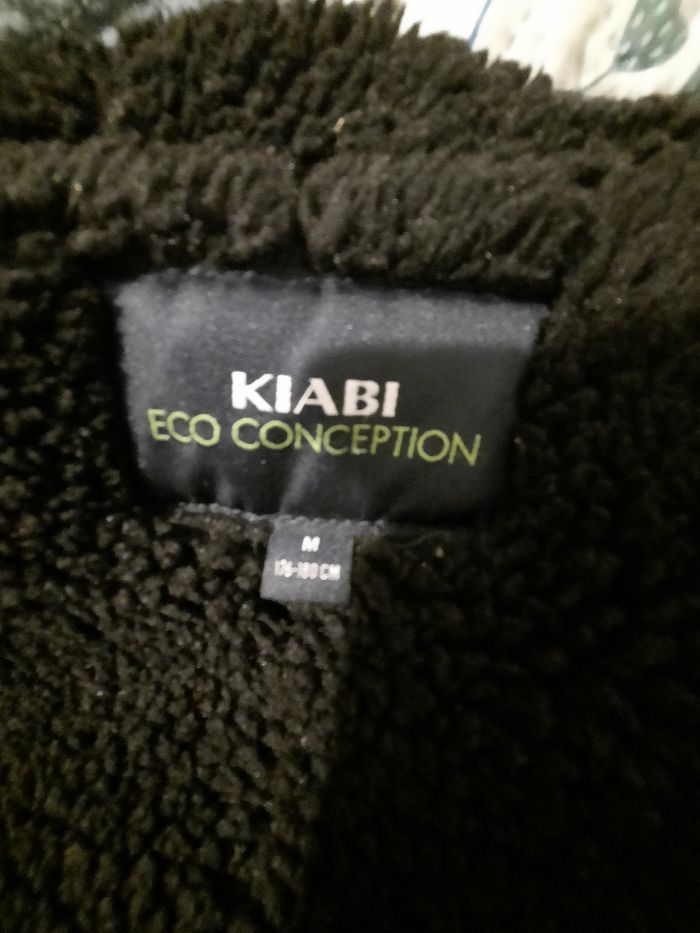 KIABI
ECO CONCEPTION
M
176-180 CM